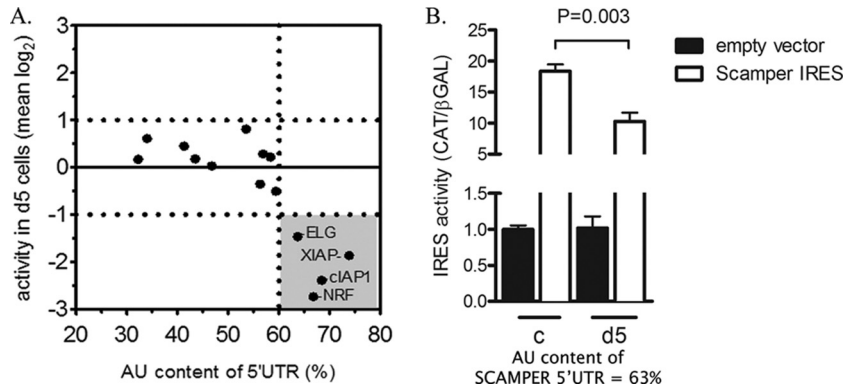 A.
activity in d5 cells (mean log2)
3
2
1
0
-1
-2
-3
ELG
XIAP
cIAP1
NRF
20 30 40 50 60 70 80
AU content of 5'UTR (%)
B.
P=0.003
IRES activity (CAT/βGAL)
25
20
15
10
5
1.5
1.0
0.5
0.0
c d5
AU content of
SCAMPER 5'UTR = 63%
empty vector
Scamper IRES